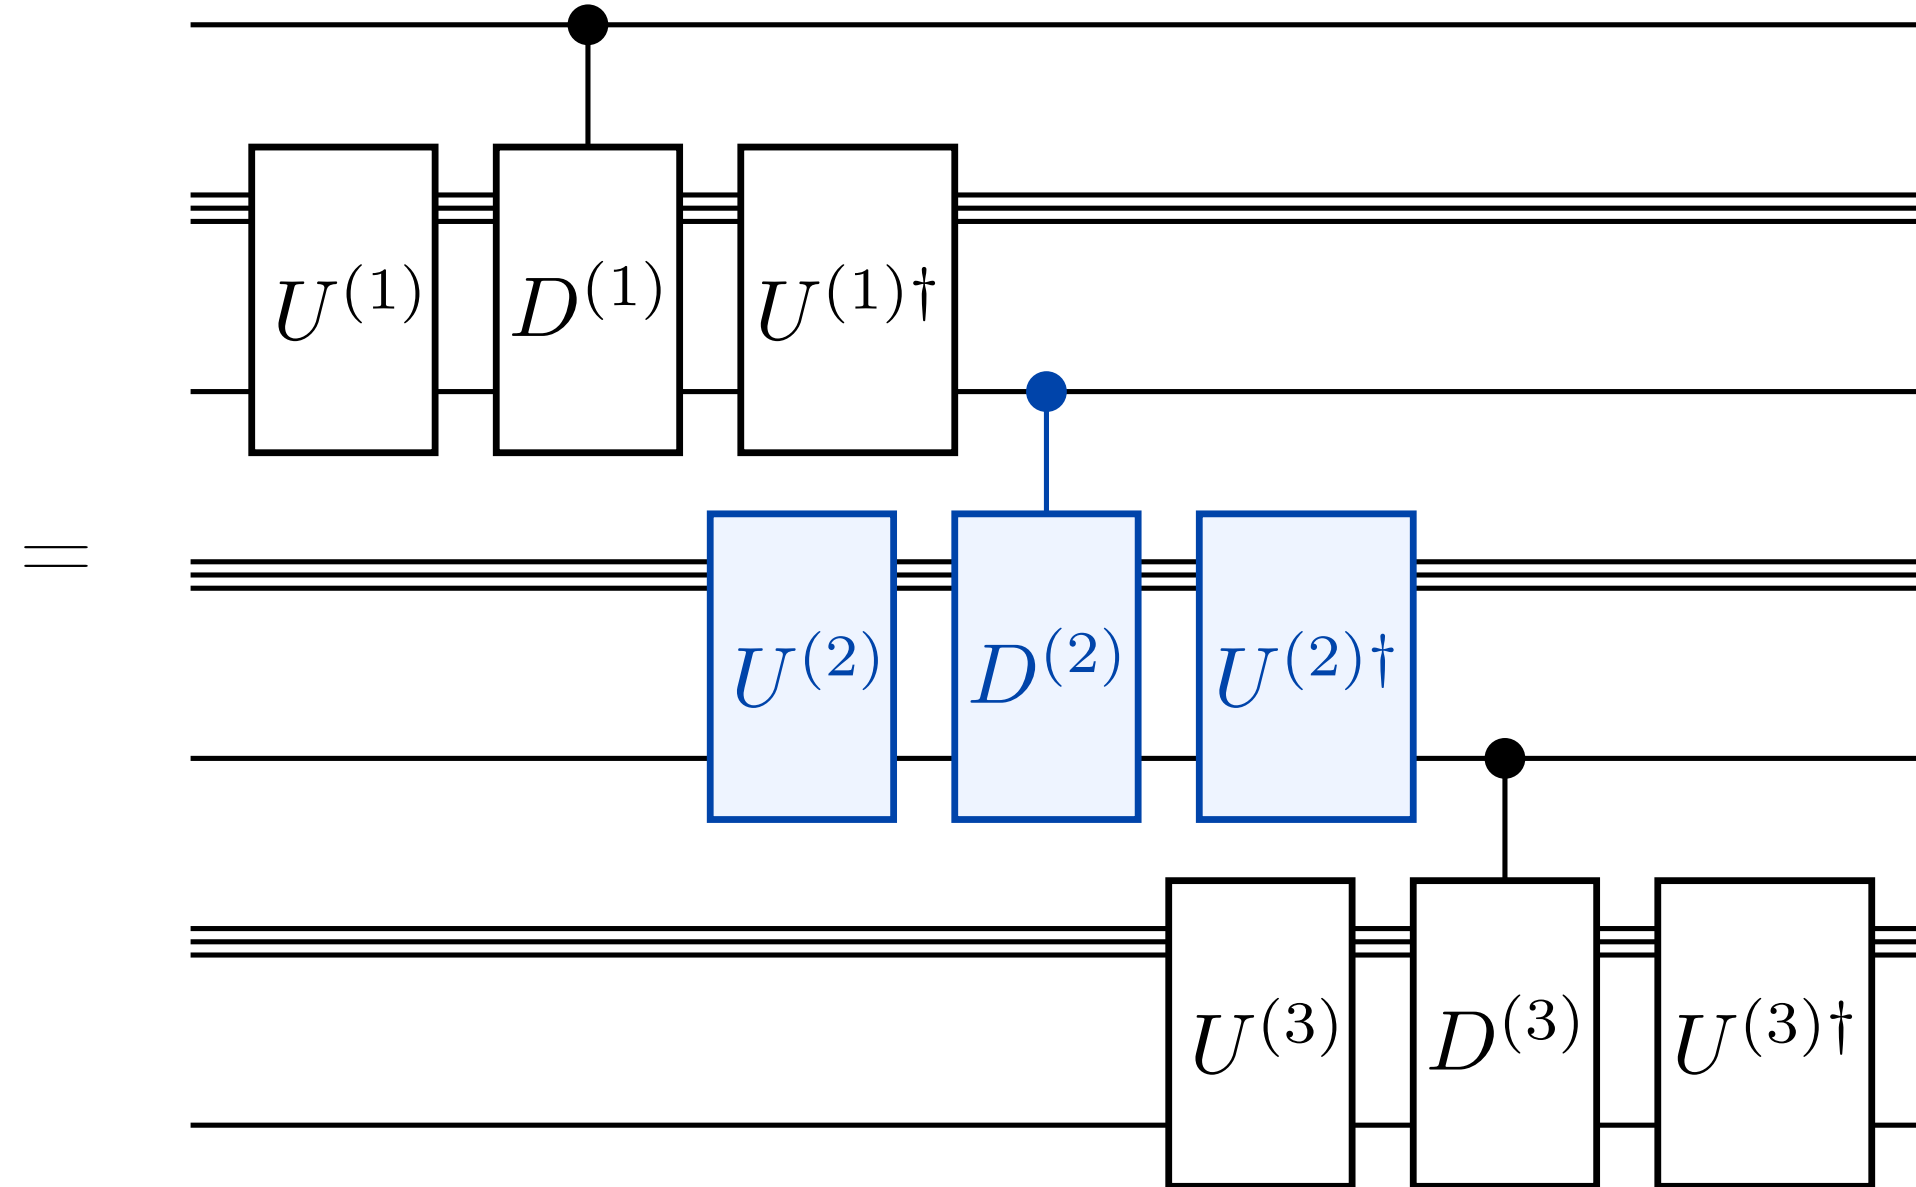 U(1) D(1) U(1)†
=
U(2) D(2) U(2)†
U(3) D(3) U(3)†